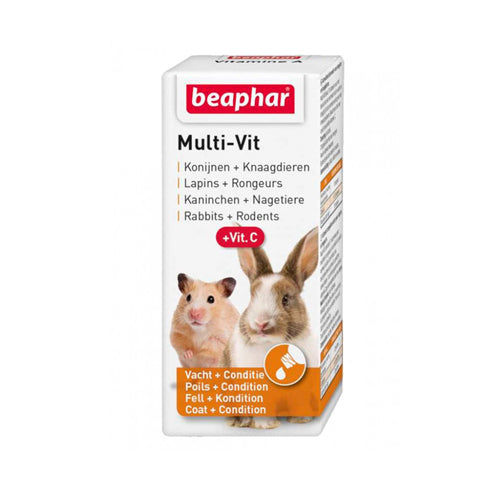 Vitamine A
beaphar
Multi-Vit
Konijnen + Knaagdieren
Lapins + Rongeurs
Kaninchen + Nagetiere
Rabbits + Rodents
+Vit. C
Vacht + Conditie
Poils + Condition
Fell + Kondition
Coat + Condition